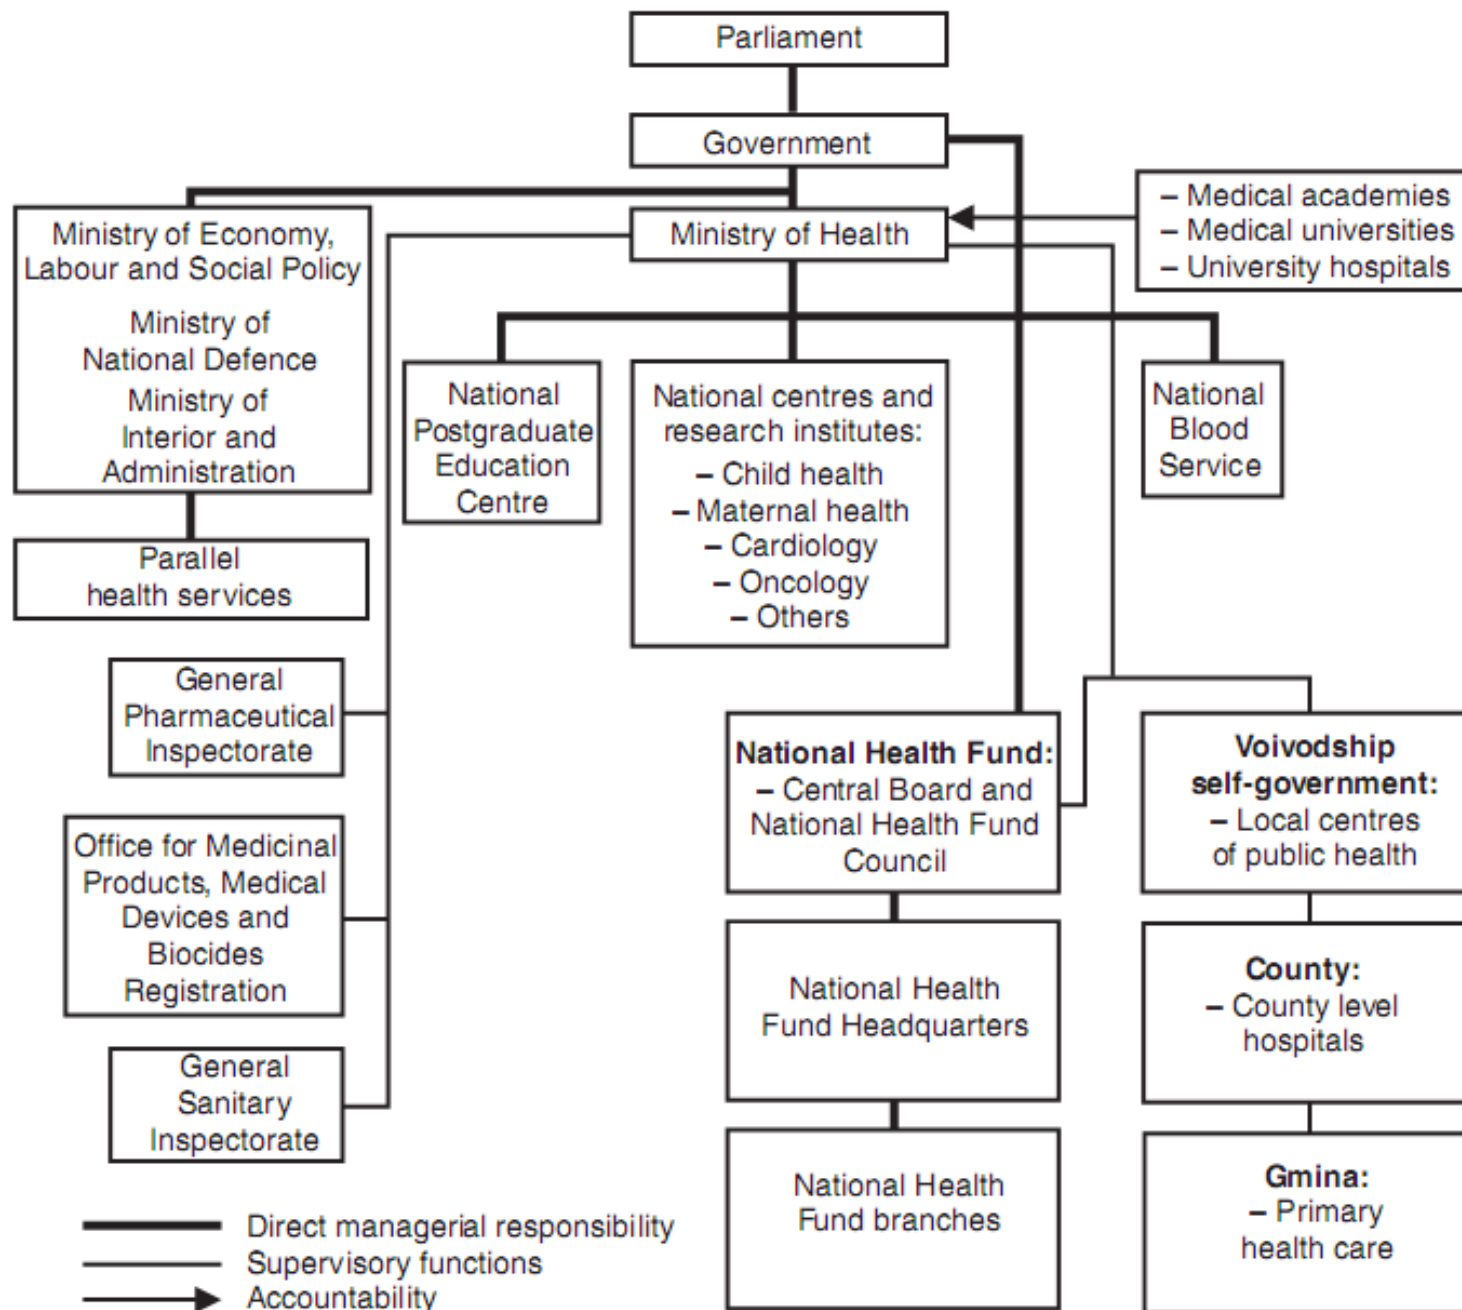 Parliament
Government
– Medical academies
– Medical universities
– University hospitals
Ministry of Economy,
Labour and Social Policy
Ministry of
National Defence
Ministry of
Interior and
Administration
Ministry of Health
National
Postgraduate
Education
Centre
National centres and
research institutes:
– Child health
– Maternal health
– Cardiology
– Oncology
– Others
National
Blood
Service
Parallel
health services
General
Pharmaceutical
Inspectorate
Office for Medicinal
Products, Medical
Devices and
Biocides
Registration
General
Sanitary
Inspectorate
National Health Fund:
– Central Board and
National Health Fund
Council
National Health
Fund Headquarters
National Health
Fund branches
Voivodship
self-government:
– Local centres
of public health
County:
– County level
hospitals
Gmina:
– Primary
health care
Direct managerial responsibility
Supervisory functions
Accountability